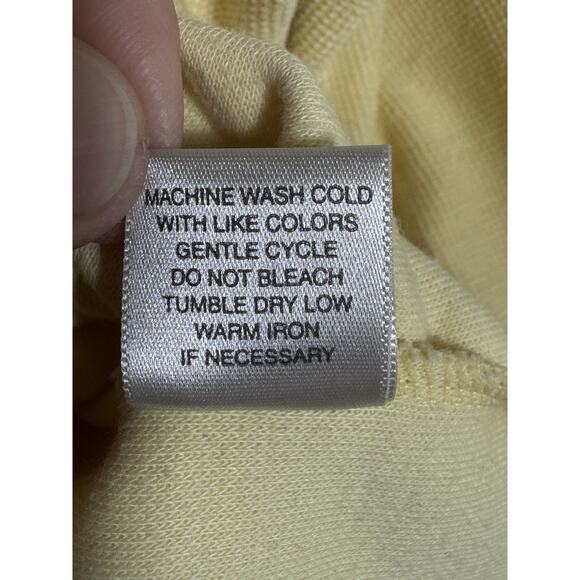 MACHINE WASH COLD
WITH LIKE COLORS
GENTLE CYCLE
DO NOT BLEACH
TUMBLE DRY LOW
WARM IRON
IF NECESSARY